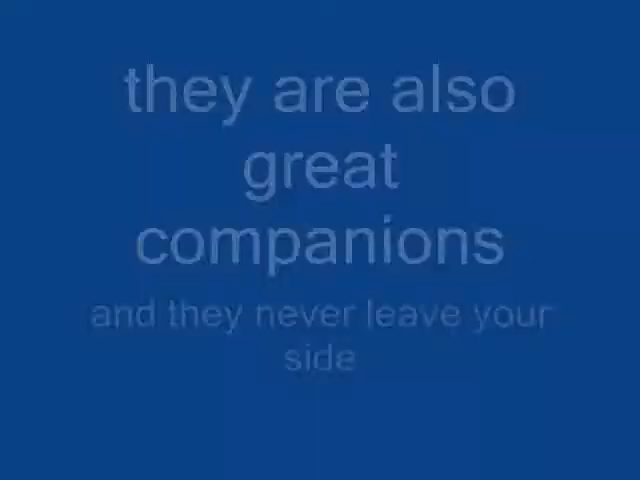 they are also
great
companions
and they never leave your
side